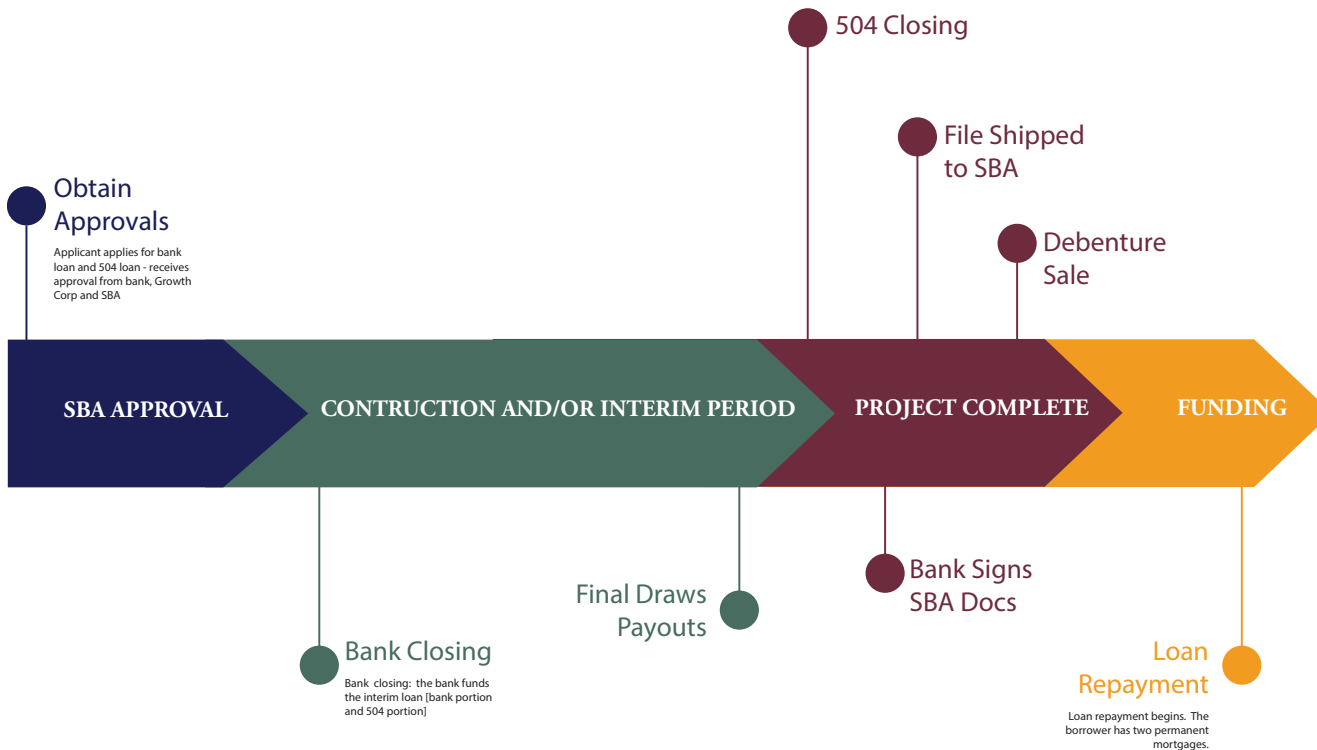 504 Closing
File Shipped
to SBA
Obtain
Approvals
Applicant applies for bank
loan and 504 loan - receives
approval from bank, Growth
Corp and SBA
Debenture
Sale
SBA APPROVAL
CONTRUCTION AND/OR INTERIM PERIOD
PROJECT COMPLETE
FUNDING
Bank Closing
Bank closing: the bank funds
the interim loan [bank portion
and 504 portion]
Final Draws
Payouts
Bank Signs
SBA Docs
Loan
Repayment
Loan repayment begins. The
borrower has two permanent
mortgages.